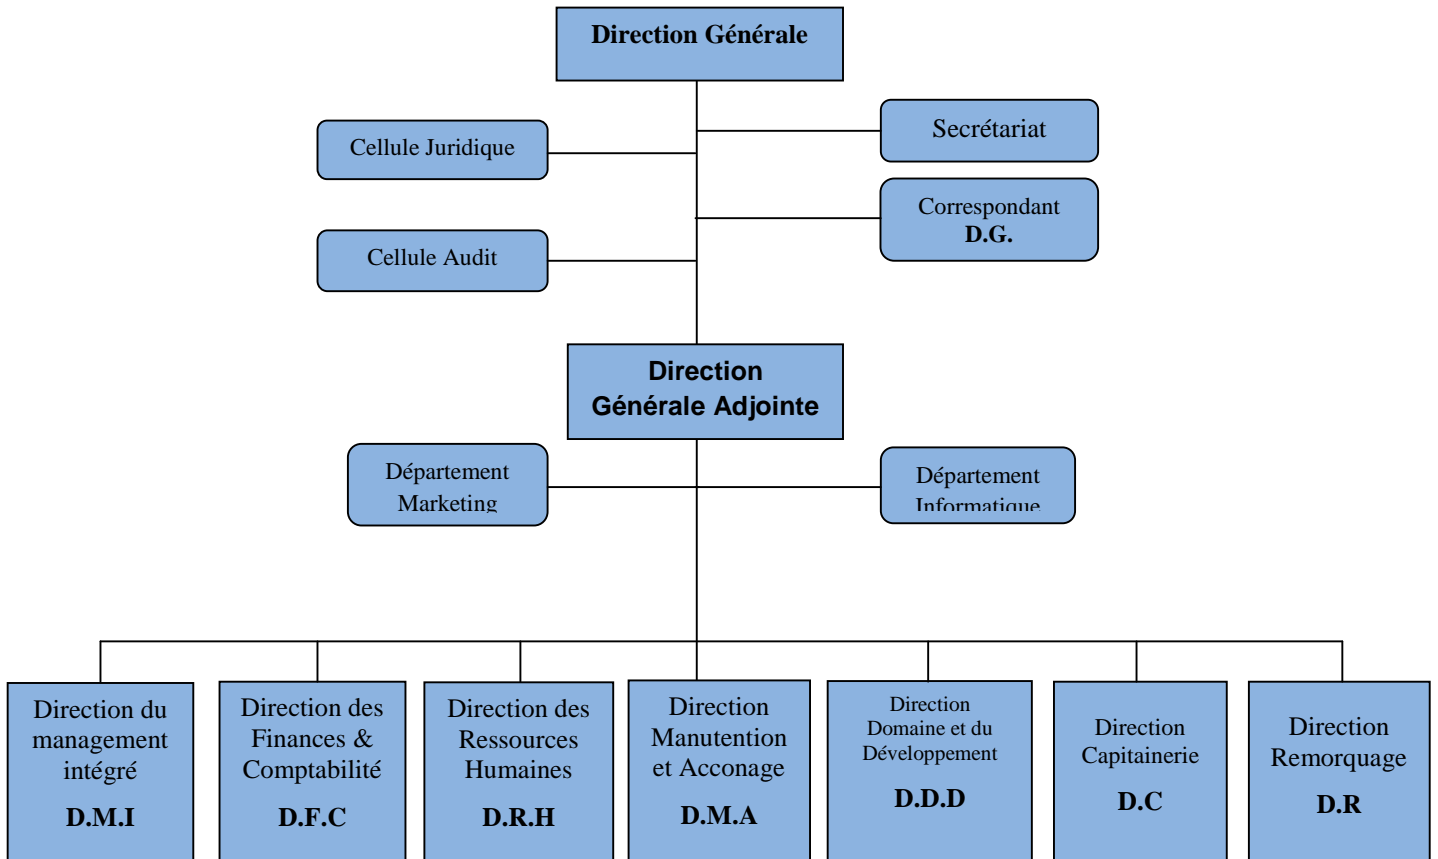 Direction Générale
Secrétariat
Cellule Juridique
Correspondant
D.G.
Cellule Audit
Direction
Générale Adjointe
Département
Marketing
Département
Informatique
Direction du
management
intégré
D.M.I
Direction des
Finances &
Comptabilité
D.F.C
Direction des
Ressources
Humaines
D.R.H
Direction
Manutention
et Acconage
D.M.A
Direction
Domaine et du
Développement
D.D.D
Direction
Capitainerie
D.C
Direction
Remorquage
D.R